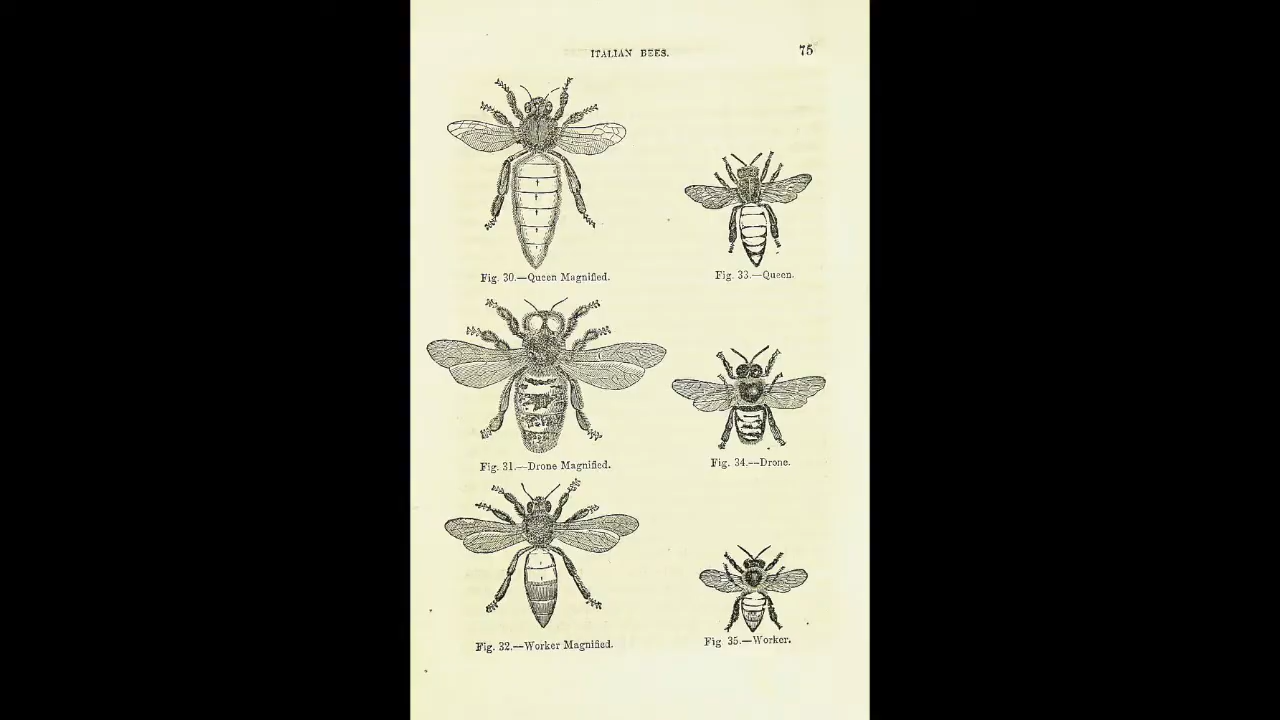 ITALIAN BEES. 75
Fig. 30.—Queen Magnified.
Fig. 33.—Queen.
Fig. 31.—Drone Magnified.
Fig. 34.—Drone.
Fig. 32.—Worker Magnified.
Fig 35.—Worker.